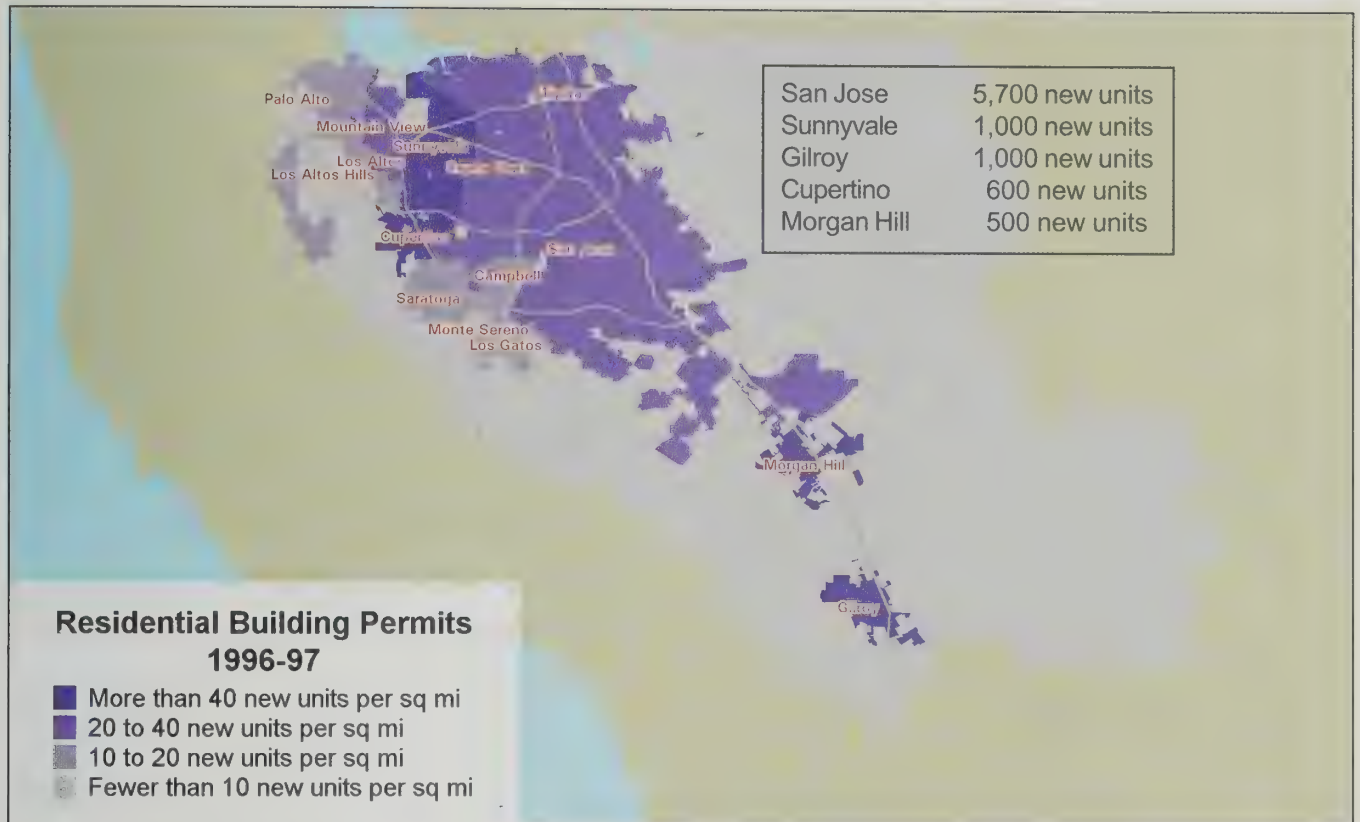 San Jose 5,700 new units
Sunnyvale 1,000 new units
Gilroy 1,000 new units
Cupertino 600 new units
Morgan Hill 500 new units
Palo Alto
Mountain View
Los Altos Hills
Campbell
Saratoga
Monte Sereno
Los Gatos
Morgan Hill
Residential Building Permits
1996-97
More than 40 new units per sq mi
20 to 40 new units per sq mi
10 to 20 new units per sq mi
Fewer than 10 new units per sq mi